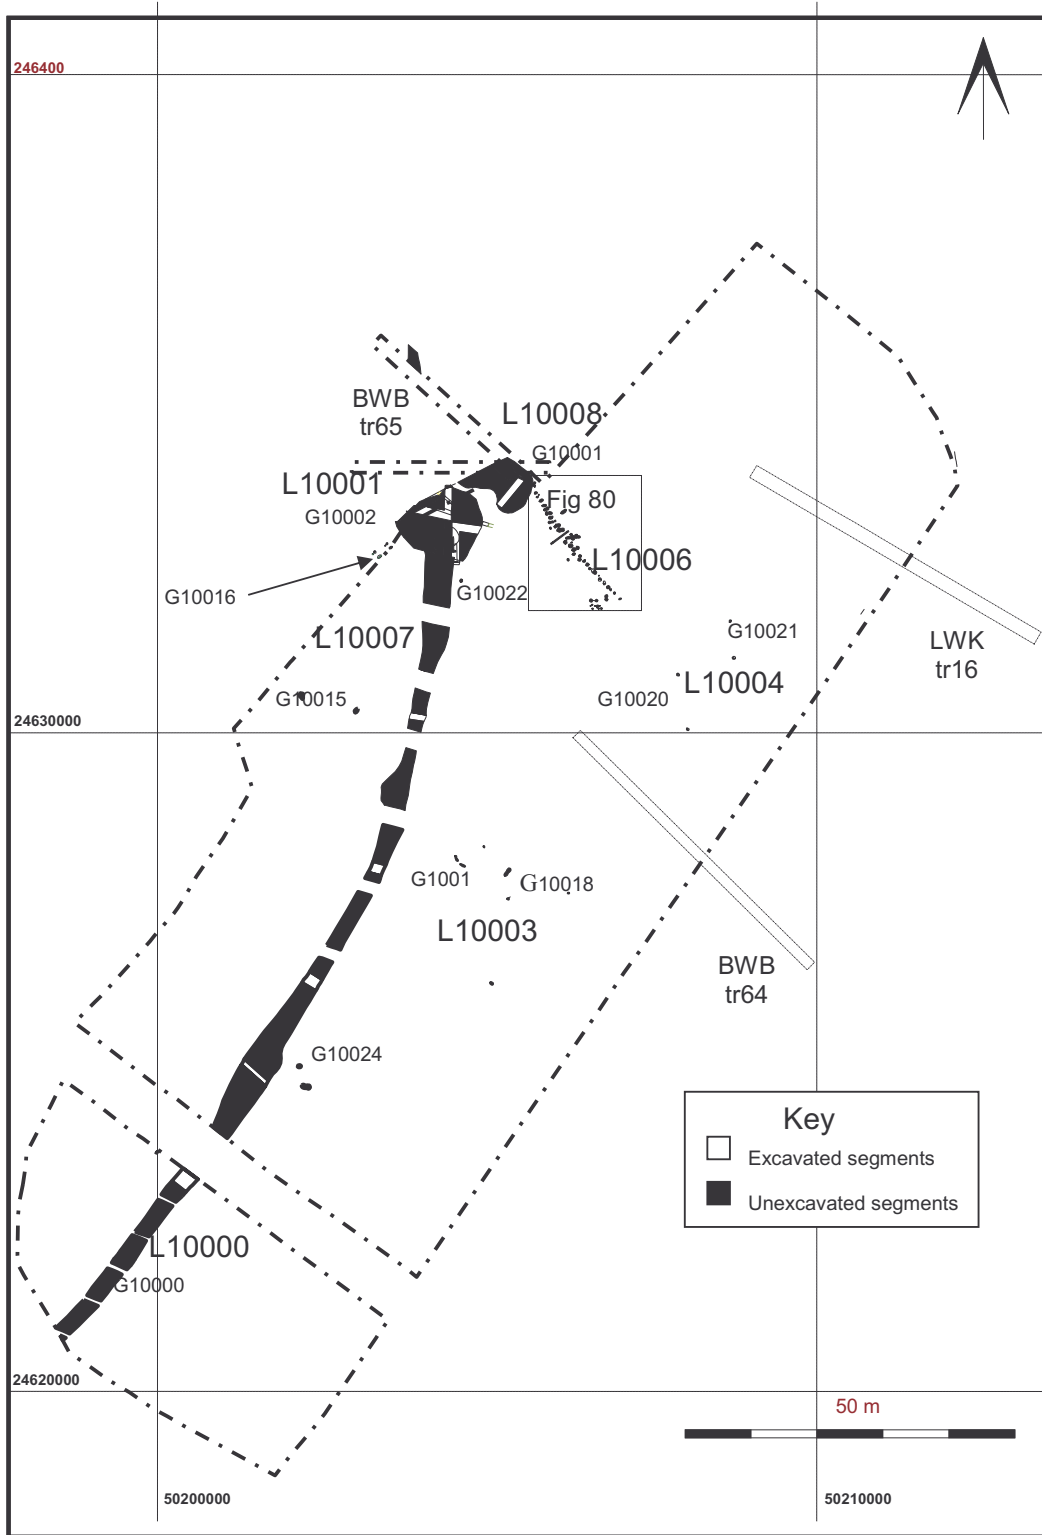 246400
BWB
tr65
L10008
G10001
L10001
Fig 80
G10002
L10006
G10016
G10022
G10021
L10007
LWK
tr16
L10004
G10015
G10020
24630000
G1001
G10018
L10003
BWB
tr64
G10024
Key
Excavated segments
Unexcavated segments
L10000
G10000
24620000
50 m
50200000
50210000